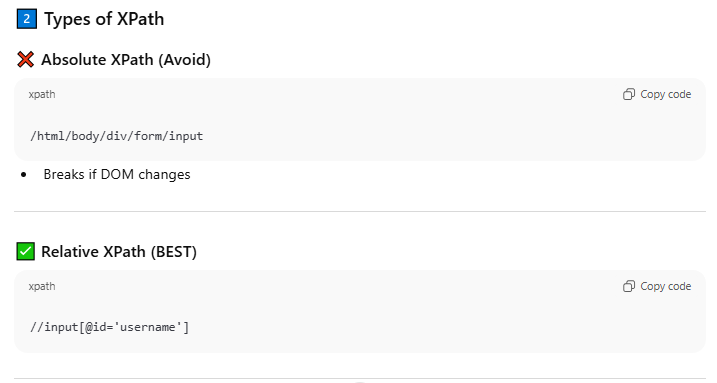 2 Types of XPath
❌ Absolute XPath (Avoid)
xpath
Copy code
/html/body/div/form/input
• Breaks if DOM changes
✅ Relative XPath (BEST)
xpath
Copy code
//input[@id='username']